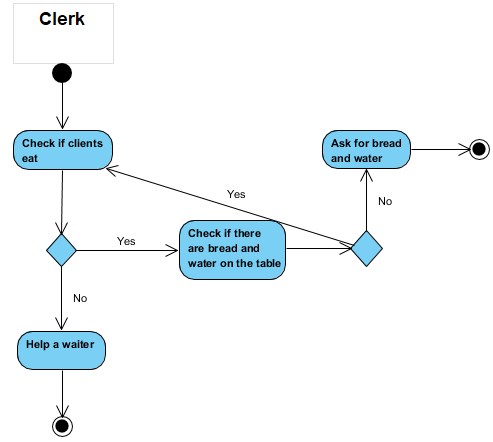 Clerk
Check if clients
eat
Yes
Check if there
are bread and
water on the table
Yes
No
Ask for bread
and water
No
Help a waiter